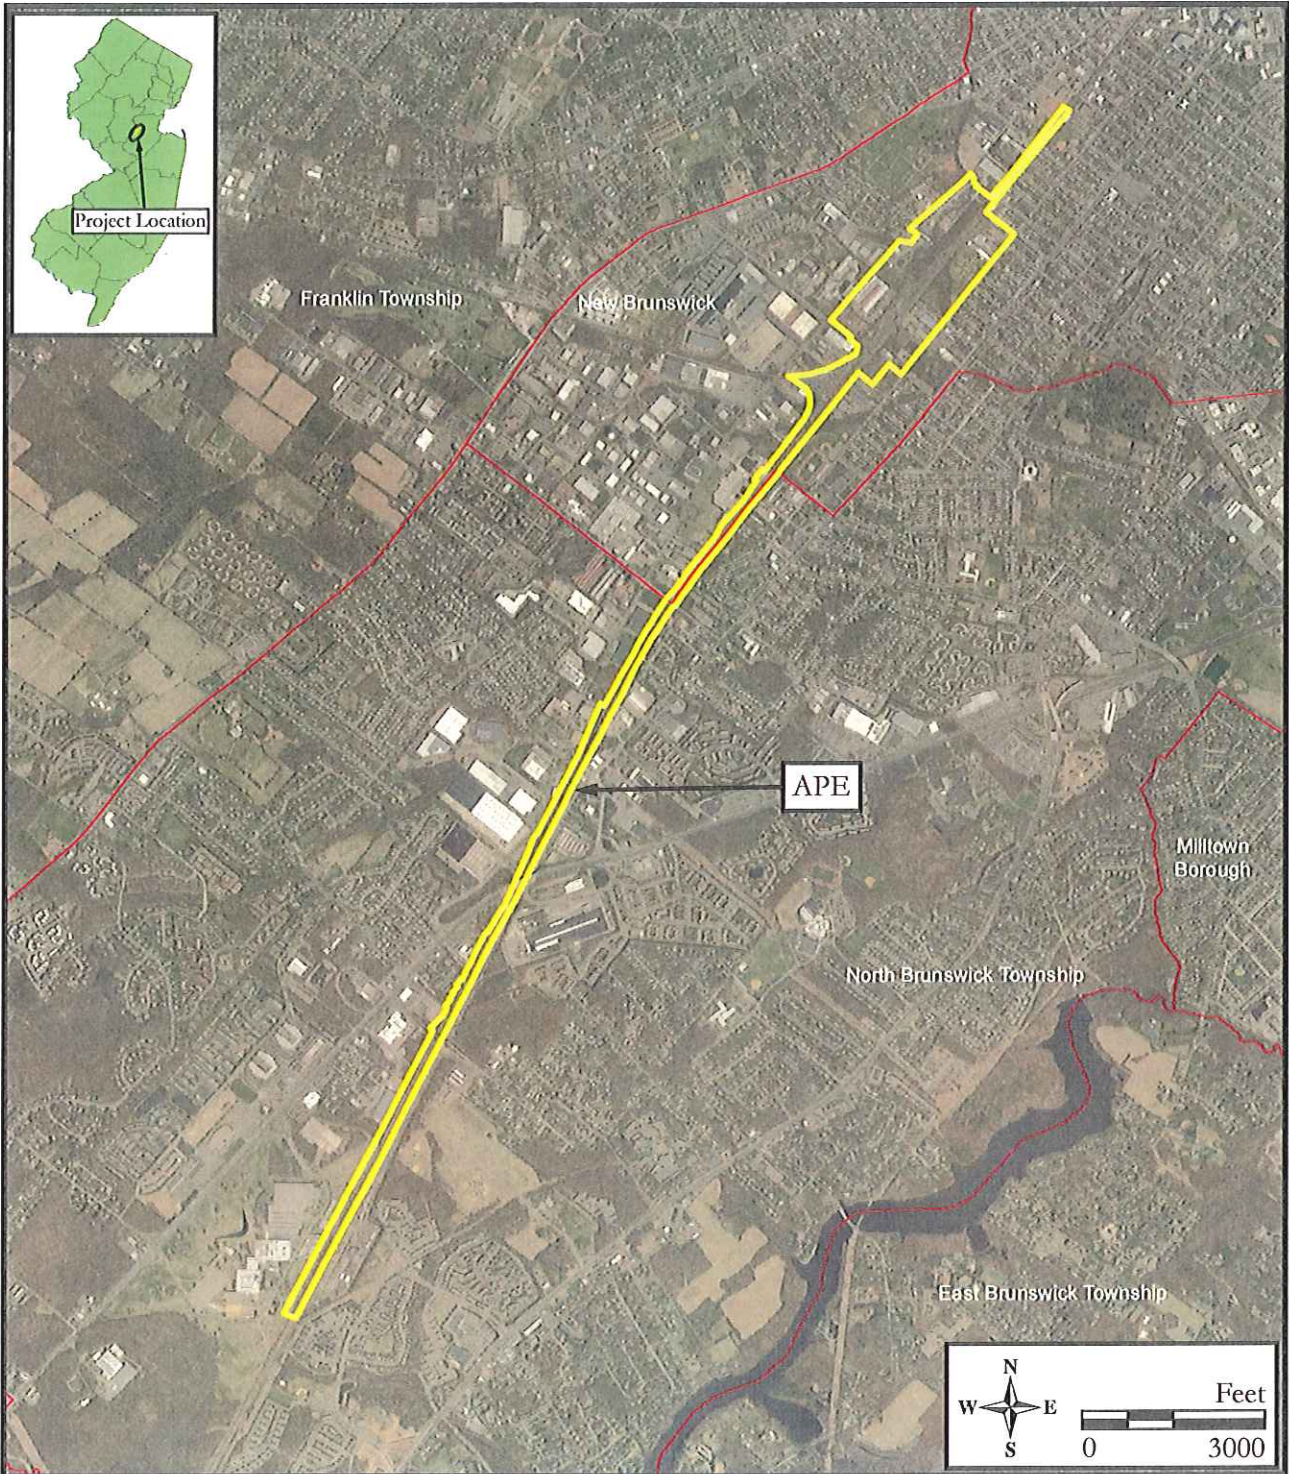 Project Location
Franklin Township
New Brunswick
APE
Milltown
Borough
North Brunswick Township
East Brunswick Township
N
W E
S
Feet
0 3000